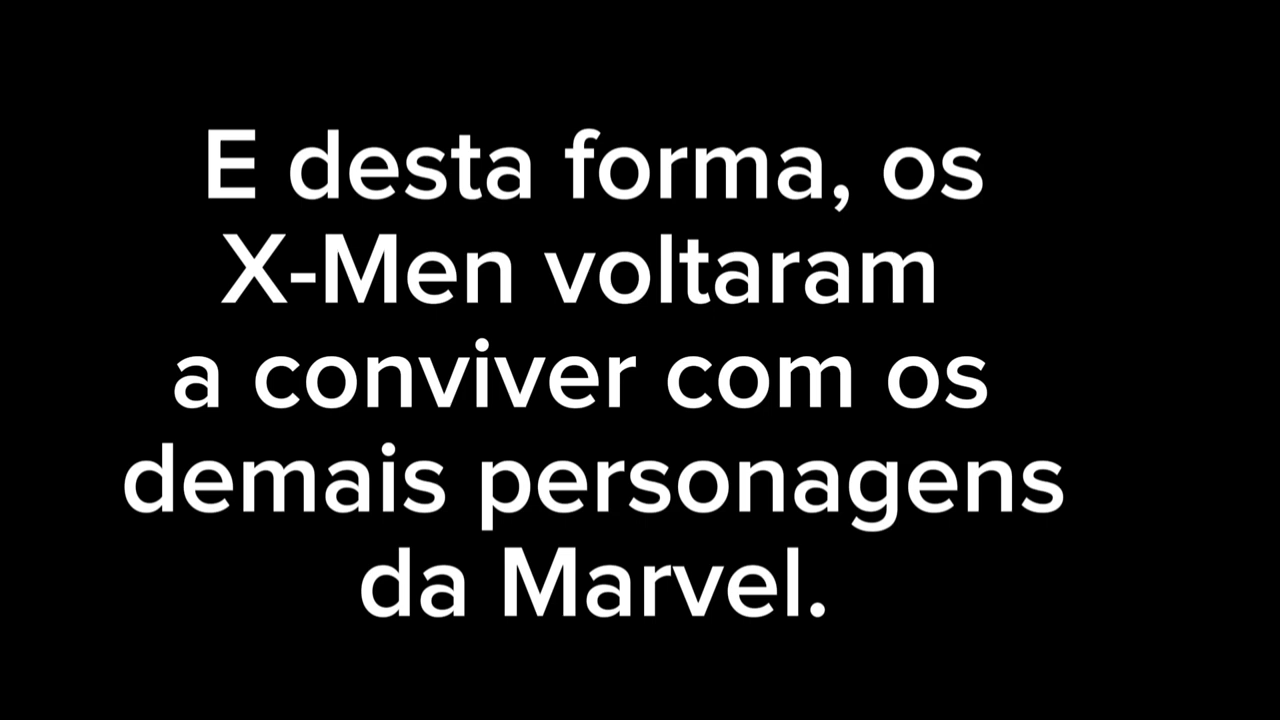 E desta forma, os
X-Men voltaram
a conviver com os
demais personagens
da Marvel.